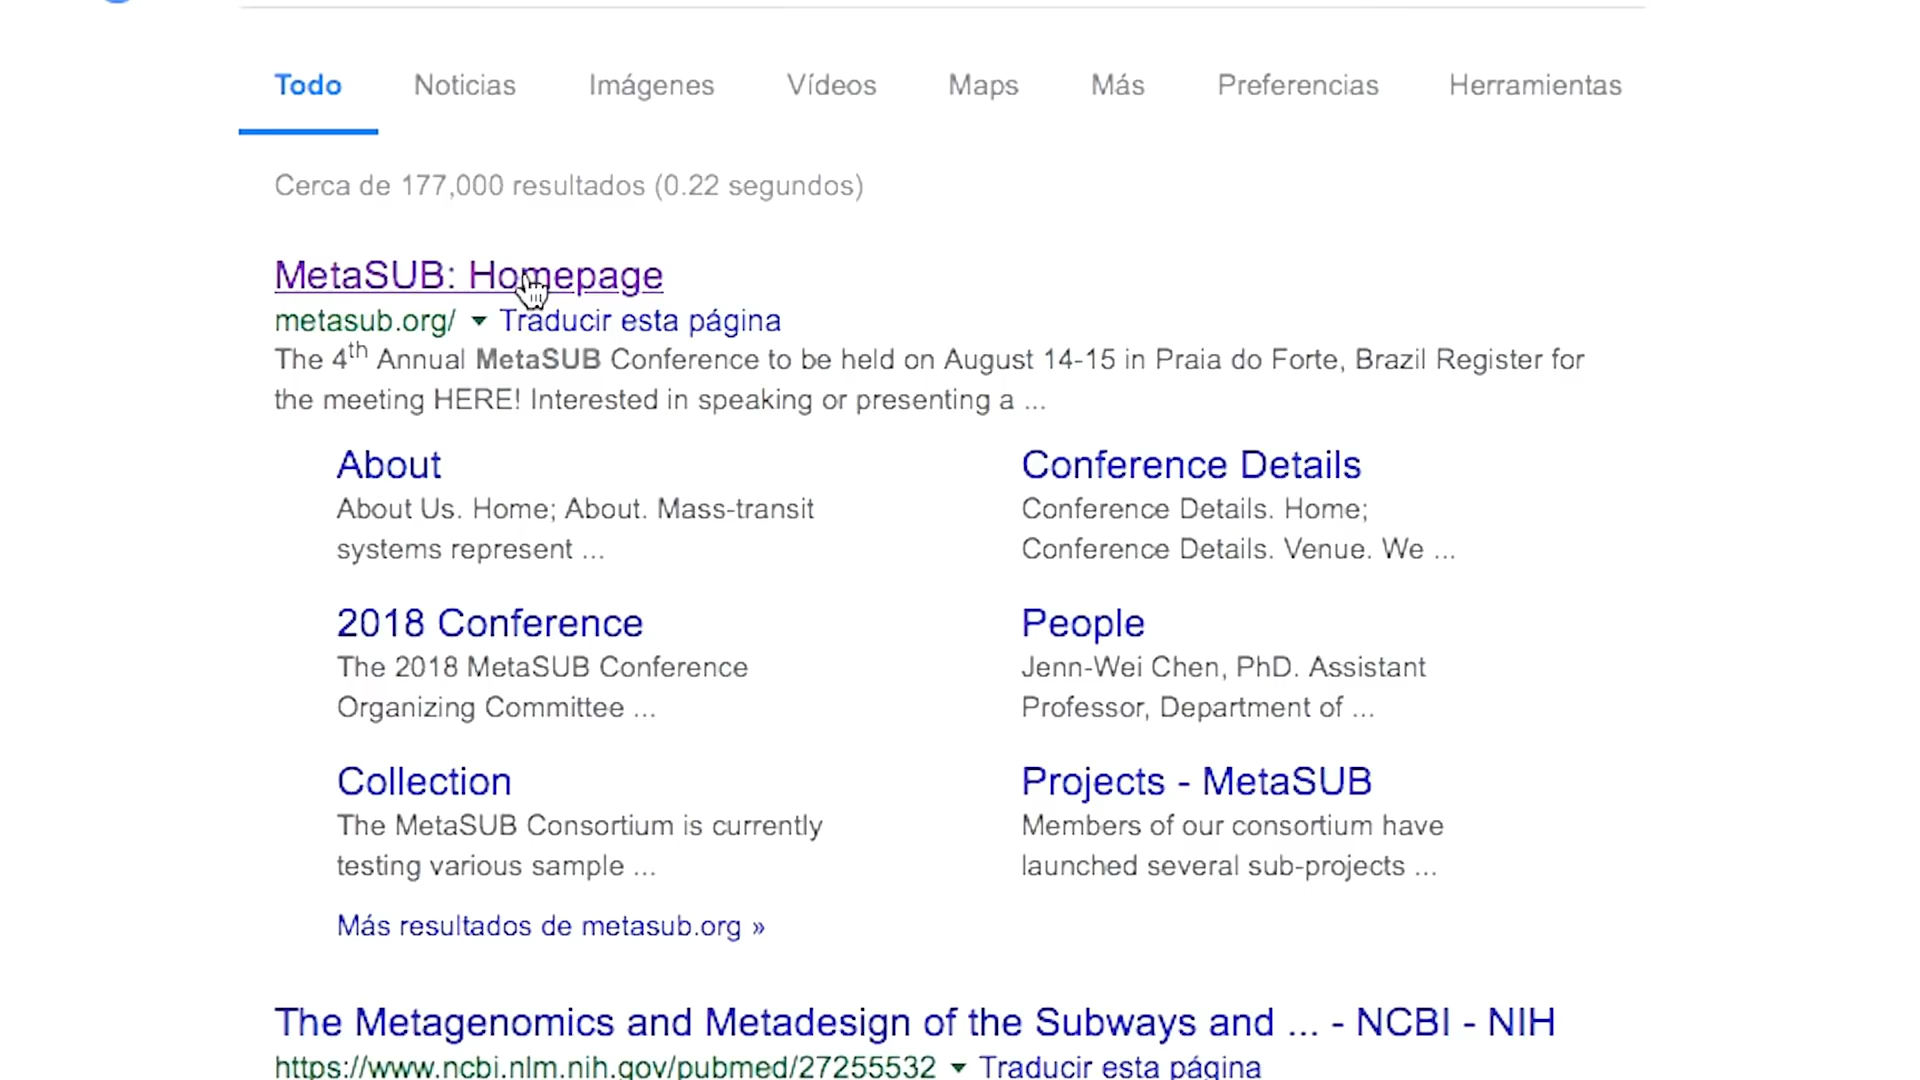 Todo Noticias Imágenes Vídeos Maps Más Preferencias Herramientas
Cerca de 177,000 resultados (0.22 segundos)
MetaSUB: Homepage
metasub.org/ ▼ Traducir esta página
The 4th Annual MetaSUB Conference to be held on August 14-15 in Praia do Forte, Brazil Register for
the meeting HERE! Interested in speaking or presenting a ...
About
About Us. Home; About. Mass-transit
systems represent ...
Conference Details
Conference Details. Home;
Conference Details. Venue. We ...
2018 Conference
The 2018 MetaSUB Conference
Organizing Committee ...
People
Jenn-Wei Chen, PhD. Assistant
Professor, Department of ...
Collection
The MetaSUB Consortium is currently
testing various sample ...
Projects - MetaSUB
Members of our consortium have
launched several sub-projects ...
Más resultados de metasub.org »
The Metagenomics and Metadesign of the Subways and ... - NCBI - NIH
https://www.ncbi.nlm.nih.gov/pubmed/27255532 ▼ Traducir esta página